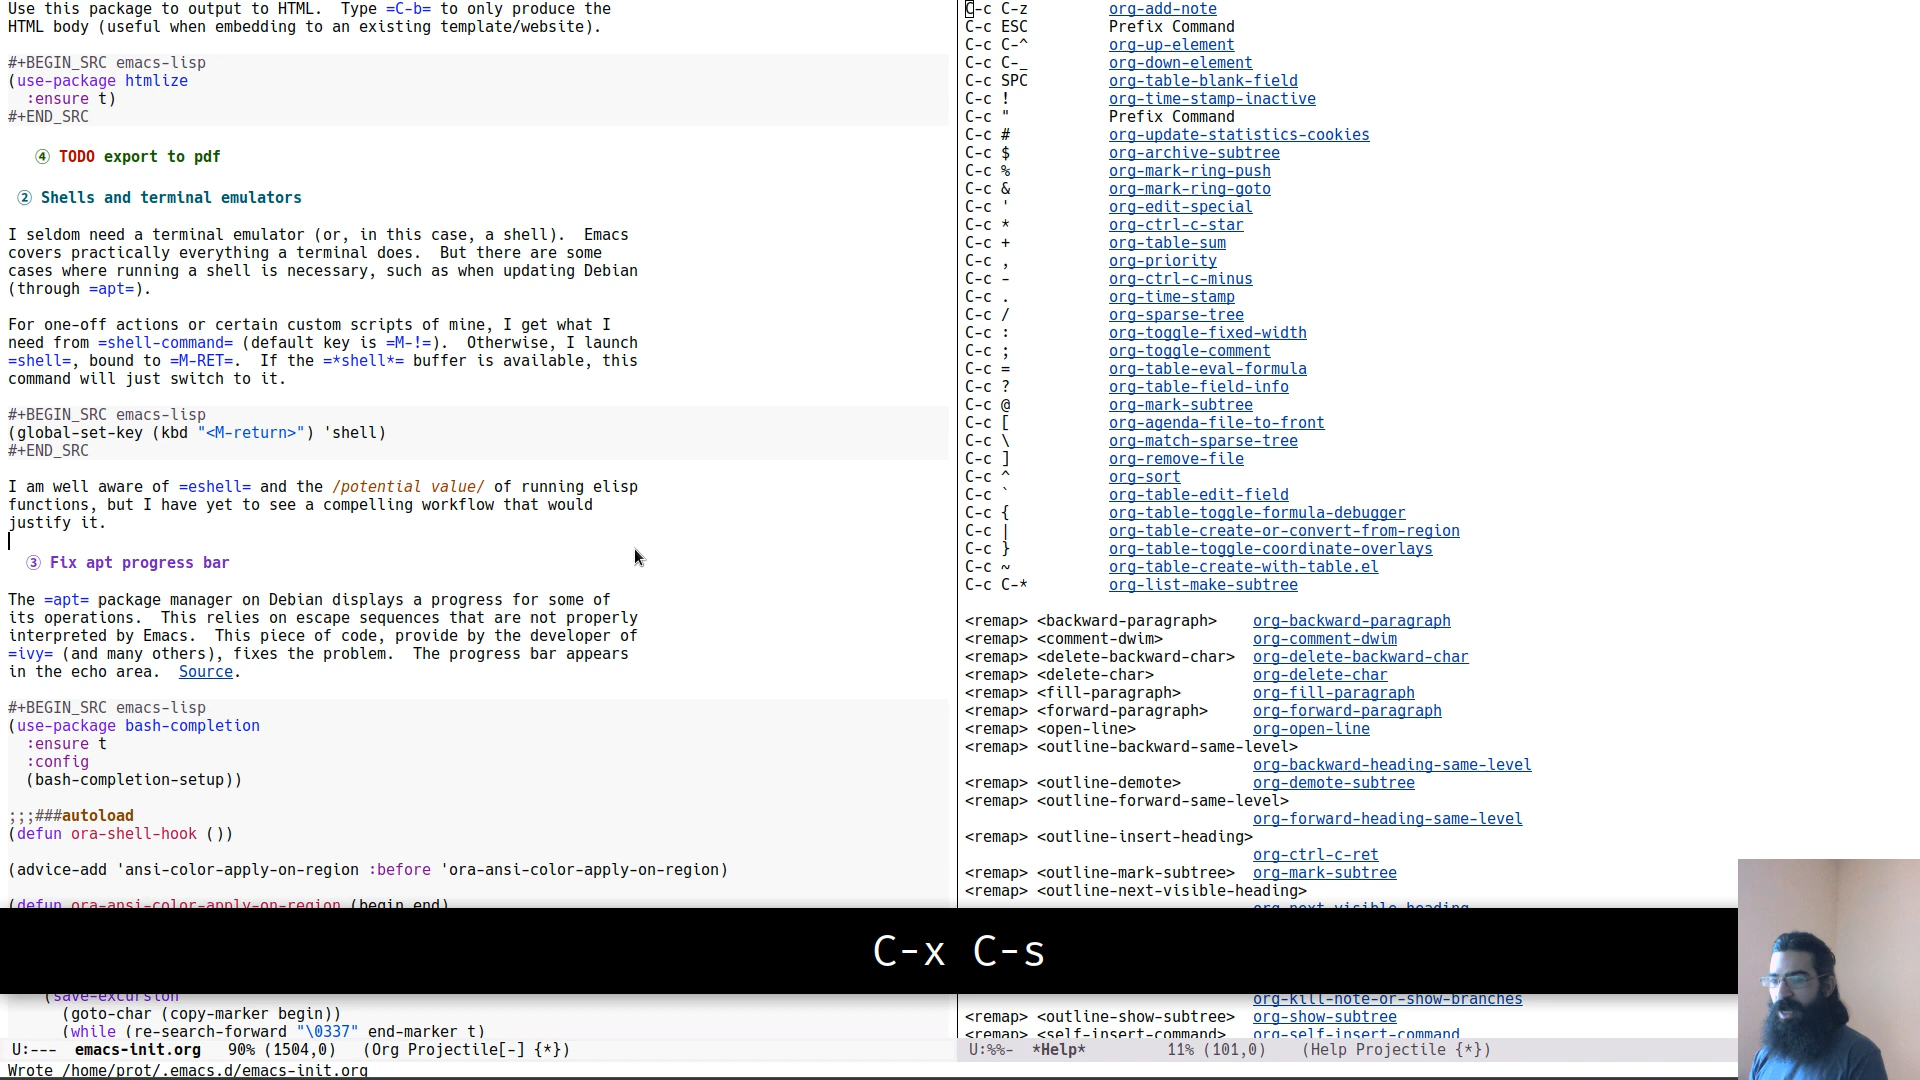 Use this package to output to HTML.  Type =C-b= to only produce the
HTML body (useful when embedding to an existing template/website).
#+BEGIN_SRC emacs-lisp
(use-package htmlize
  :ensure t)
#+END_SRC
④ TODO export to pdf
② Shells and terminal emulators
I seldom need a terminal emulator (or, in this case, a shell).  Emacs
covers practically everything a terminal does.  But there are some
cases where running a shell is necessary, such as when updating Debian
(through =apt=).
For one-off actions or certain custom scripts of mine, I get what I
need from =shell-command= (default key is =M-!=).  Otherwise, I launch
=shell=, bound to =M-RET=.  If the =*shell*= buffer is available, this
command will just switch to it.
#+BEGIN_SRC emacs-lisp
(global-set-key (kbd "<M-return>") 'shell)
#+END_SRC
I am well aware of =eshell= and the /potential value/ of running elisp
functions, but I have yet to see a compelling workflow that would
justify it.
③ Fix apt progress bar
The =apt= package manager on Debian displays a progress for some of
its operations.  This relies on escape sequences that are not properly
interpreted by Emacs.  This piece of code, provide by the developer of
=ivy= (and many others), fixes the problem.  The progress bar appears
in the echo area.  Source.
#+BEGIN_SRC emacs-lisp
(use-package bash-completion
  :ensure t
  :config
  (bash-completion-setup))
;;;###autoload
(defun ora-shell-hook ())
(advice-add 'ansi-color-apply-on-region :before 'ora-ansi-color-apply-on-region)
(defun ora-ansi-color-apply-on-region (begin end)
(save-excursion
(goto-char (copy-marker begin))
(while (re-search-forward "\0337" end-marker t)
U:---  emacs-init.org   90% (1504,0)   (Org Projectile[-] {*})
Wrote /home/prot/.emacs.d/emacs-init.org
C-c C-z         org-add-note
C-c ESC         Prefix Command
C-c C-^         org-up-element
C-c C-_         org-down-element
C-c SPC         org-table-blank-field
C-c !           org-time-stamp-inactive
C-c "           Prefix Command
C-c #           org-update-statistics-cookies
C-c $           org-archive-subtree
C-c %           org-mark-ring-push
C-c &           org-mark-ring-goto
C-c '           org-edit-special
C-c *           org-ctrl-c-star
C-c +           org-table-sum
C-c ,           org-priority
C-c -           org-ctrl-c-minus
C-c .           org-time-stamp
C-c /           org-sparse-tree
C-c :           org-toggle-fixed-width
C-c ;           org-toggle-comment
C-c =           org-table-eval-formula
C-c ?           org-table-field-info
C-c @           org-mark-subtree
C-c [           org-agenda-file-to-front
C-c \           org-match-sparse-tree
C-c ]           org-remove-file
C-c ^           org-sort
C-c `           org-table-edit-field
C-c {           org-table-toggle-formula-debugger
C-c |           org-table-create-or-convert-from-region
C-c }           org-table-toggle-coordinate-overlays
C-c ~           org-table-create-with-table.el
C-c C-*         org-list-make-subtree
<remap> <backward-paragraph>    org-backward-paragraph
<remap> <comment-dwim>          org-comment-dwim
<remap> <delete-backward-char>  org-delete-backward-char
<remap> <delete-char>           org-delete-char
<remap> <fill-paragraph>        org-fill-paragraph
<remap> <forward-paragraph>     org-forward-paragraph
<remap> <open-line>             org-open-line
<remap> <outline-backward-same-level>
org-backward-heading-same-level
<remap> <outline-demote>        org-demote-subtree
<remap> <outline-forward-same-level>
org-forward-heading-same-level
<remap> <outline-insert-heading>
org-ctrl-c-ret
<remap> <outline-mark-subtree>  org-mark-subtree
<remap> <outline-next-visible-heading>
org-next-visible-heading
org-kill-note-or-show-branches
<remap> <outline-show-subtree>  org-show-subtree
<remap> <self-insert-command>   org-self-insert-command
U:%%-  *Help*          11% (101,0)    (Help Projectile {*})
C-x C-s